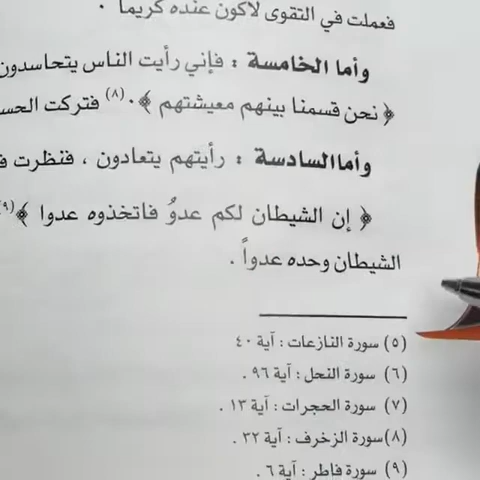 فعملت في التقوى لأكون عنده كريماً .
وأما الخامسة : فإني رأيت الناس يتحاسدون
﴿ نحن قسمنا بينهم معيشتهم ﴾.(٨) فتركت
وأما السادسة : رأيتهم يتعادون ، فنظرت
﴿ إن الشيطان لكم عدوٌ فاتخذوه عدوا ﴾(٩)
الشيطان وحده عدواً .
(٥) سورة النازعات : آية ٤٠
(٦) سورة النحل : آية ٩٦ .
(٧) سورة الحجرات : آية ١٣ .
(٨) سورة الزخرف : آية ٣٢ .
(٩) سورة فاطر : آية ٦ .